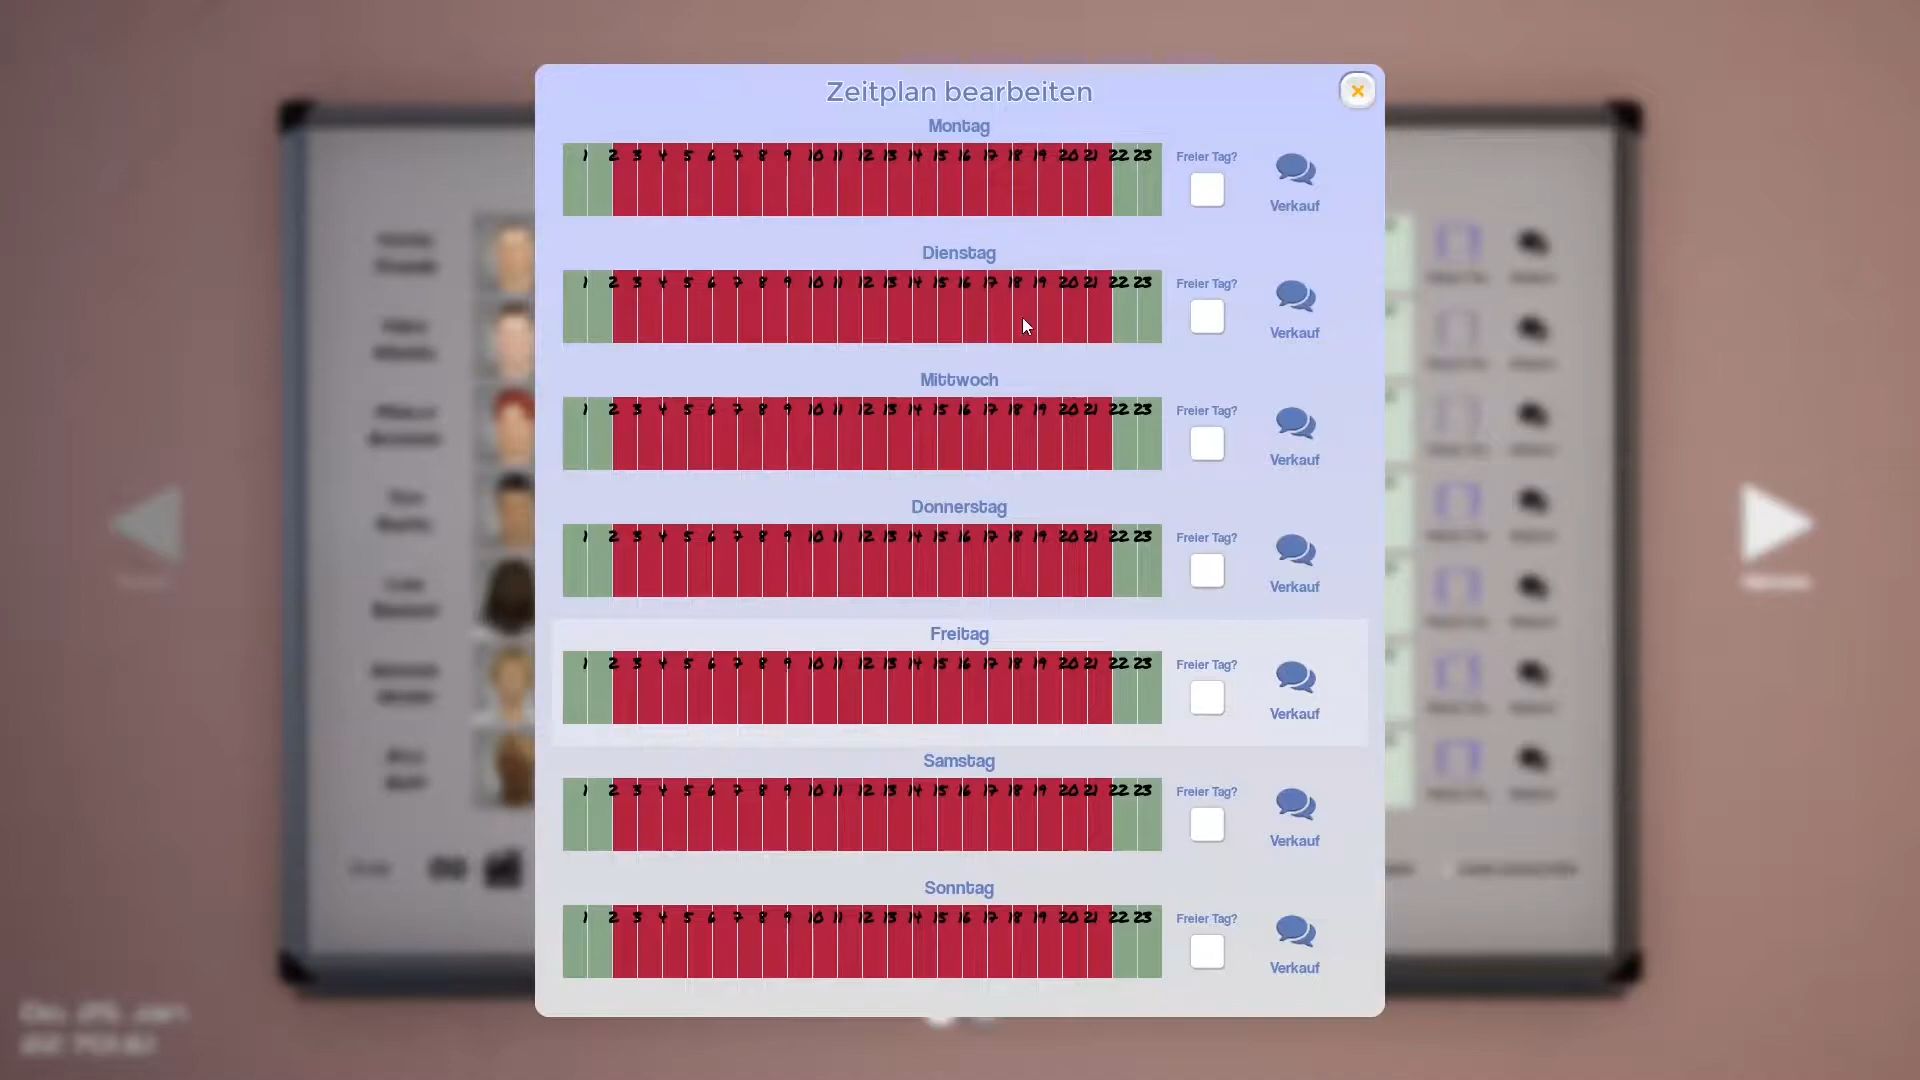 Zeitplan bearbeiten
Montag
1 2 3 4 5 6 7 8 9 10 11 12 13 14 15 16 17 18 19 20 21 22 23
Freier Tag?
Verkauf
Dienstag
1 2 3 4 5 6 7 8 9 10 11 12 13 14 15 16 17 18 19 20 21 22 23
Freier Tag?
Verkauf
Mittwoch
1 2 3 4 5 6 7 8 9 10 11 12 13 14 15 16 17 18 19 20 21 22 23
Freier Tag?
Verkauf
Donnerstag
1 2 3 4 5 6 7 8 9 10 11 12 13 14 15 16 17 18 19 20 21 22 23
Freier Tag?
Verkauf
Freitag
1 2 3 4 5 6 7 8 9 10 11 12 13 14 15 16 17 18 19 20 21 22 23
Freier Tag?
Verkauf
Samstag
1 2 3 4 5 6 7 8 9 10 11 12 13 14 15 16 17 18 19 20 21 22 23
Freier Tag?
Verkauf
Sonntag
1 2 3 4 5 6 7 8 9 10 11 12 13 14 15 16 17 18 19 20 21 22 23
Freier Tag?
Verkauf